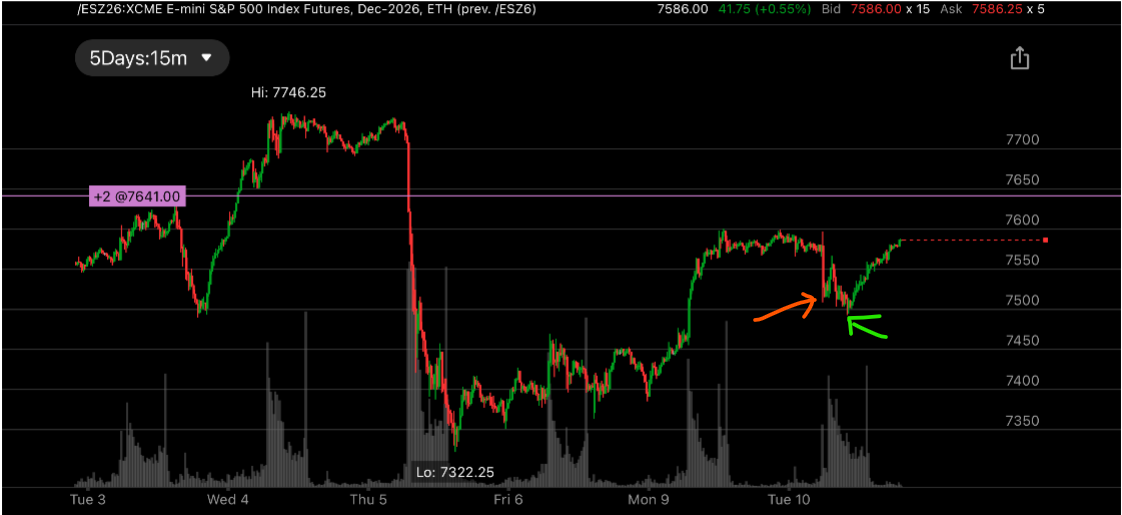 /ESZ26:XCME E-mini S&P 500 Index Futures, Dec-2026, ETH (prev. /ESZ6) 7586.00 41.75 (+0.55%) Bid 7586.00 x 15 Ask 7586.25 x 5
5Days:15m
Hi: 7746.25
7700
7650
+2 @7641.00
7600
7550
7500
7450
7400
7350
Lo: 7322.25
Tue 3 Wed 4 Thu 5 Fri 6 Mon 9 Tue 10